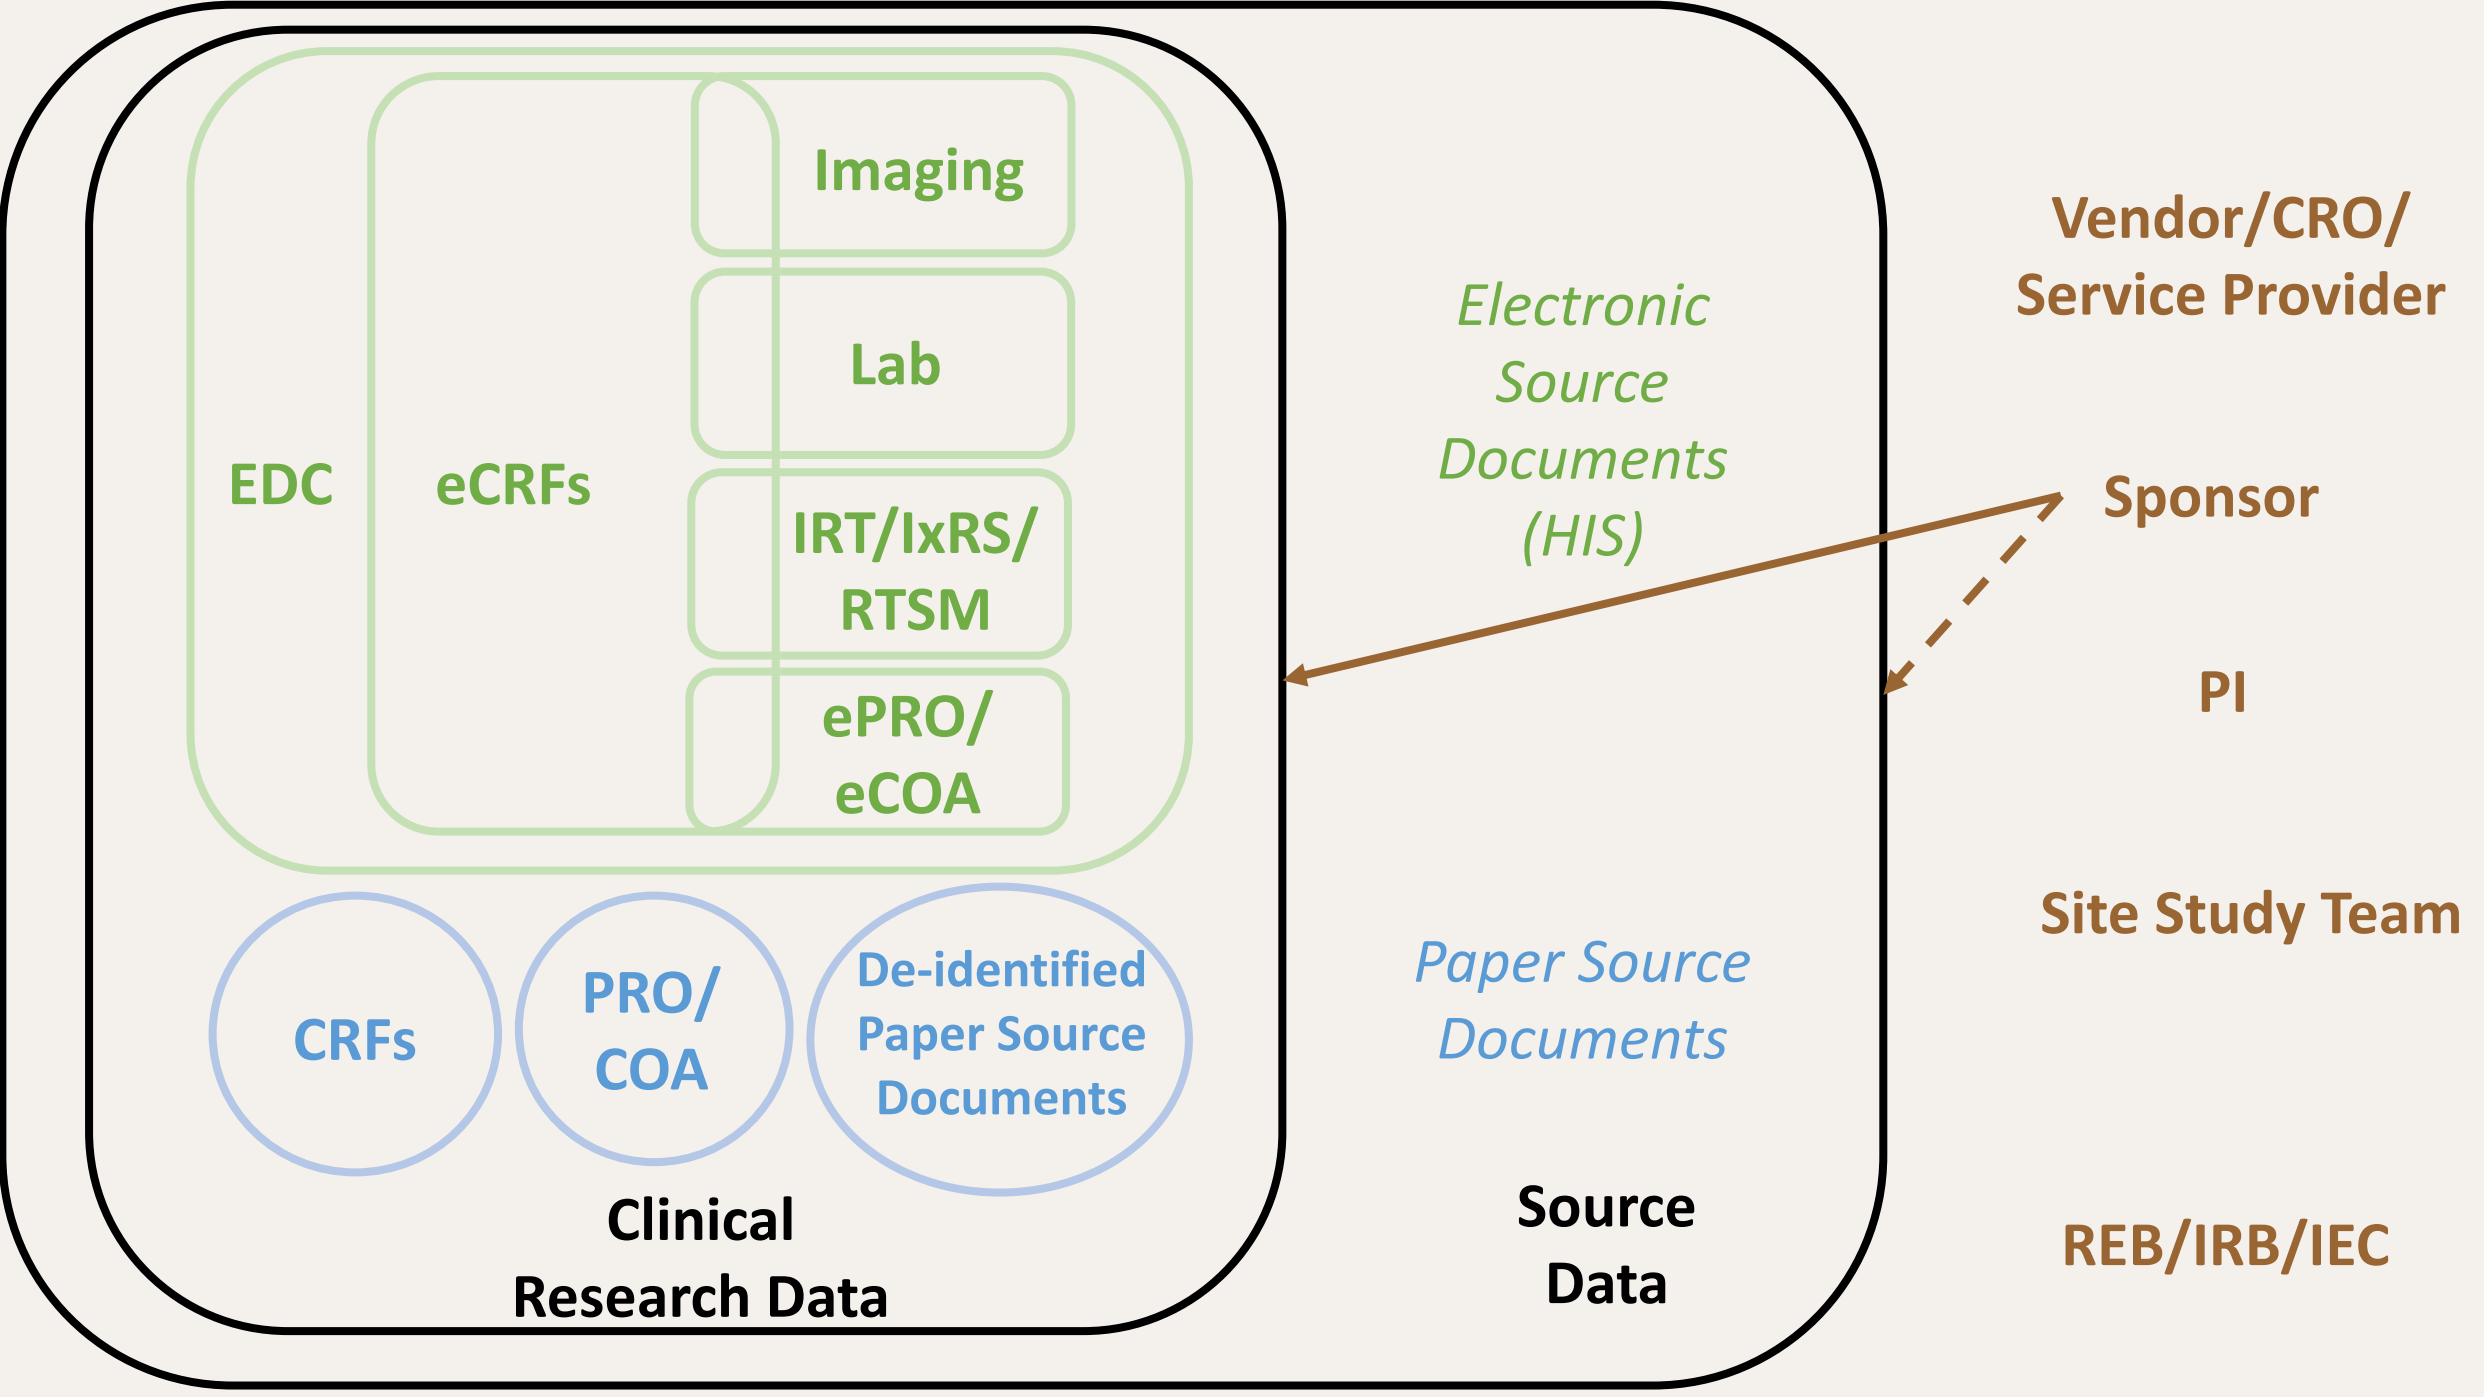 Imaging
Lab
EDC
eCRFs
IRT/IxRS/
RTSM
ePRO/
eCOA
CRFs
PRO/
COA
De-identified
Paper Source
Documents
Clinical
Research Data
Electronic
Source
Documents
(HIS)
Paper Source
Documents
Source
Data
Vendor/CRO/
Service Provider
Sponsor
PI
Site Study Team
REB/IRB/IEC